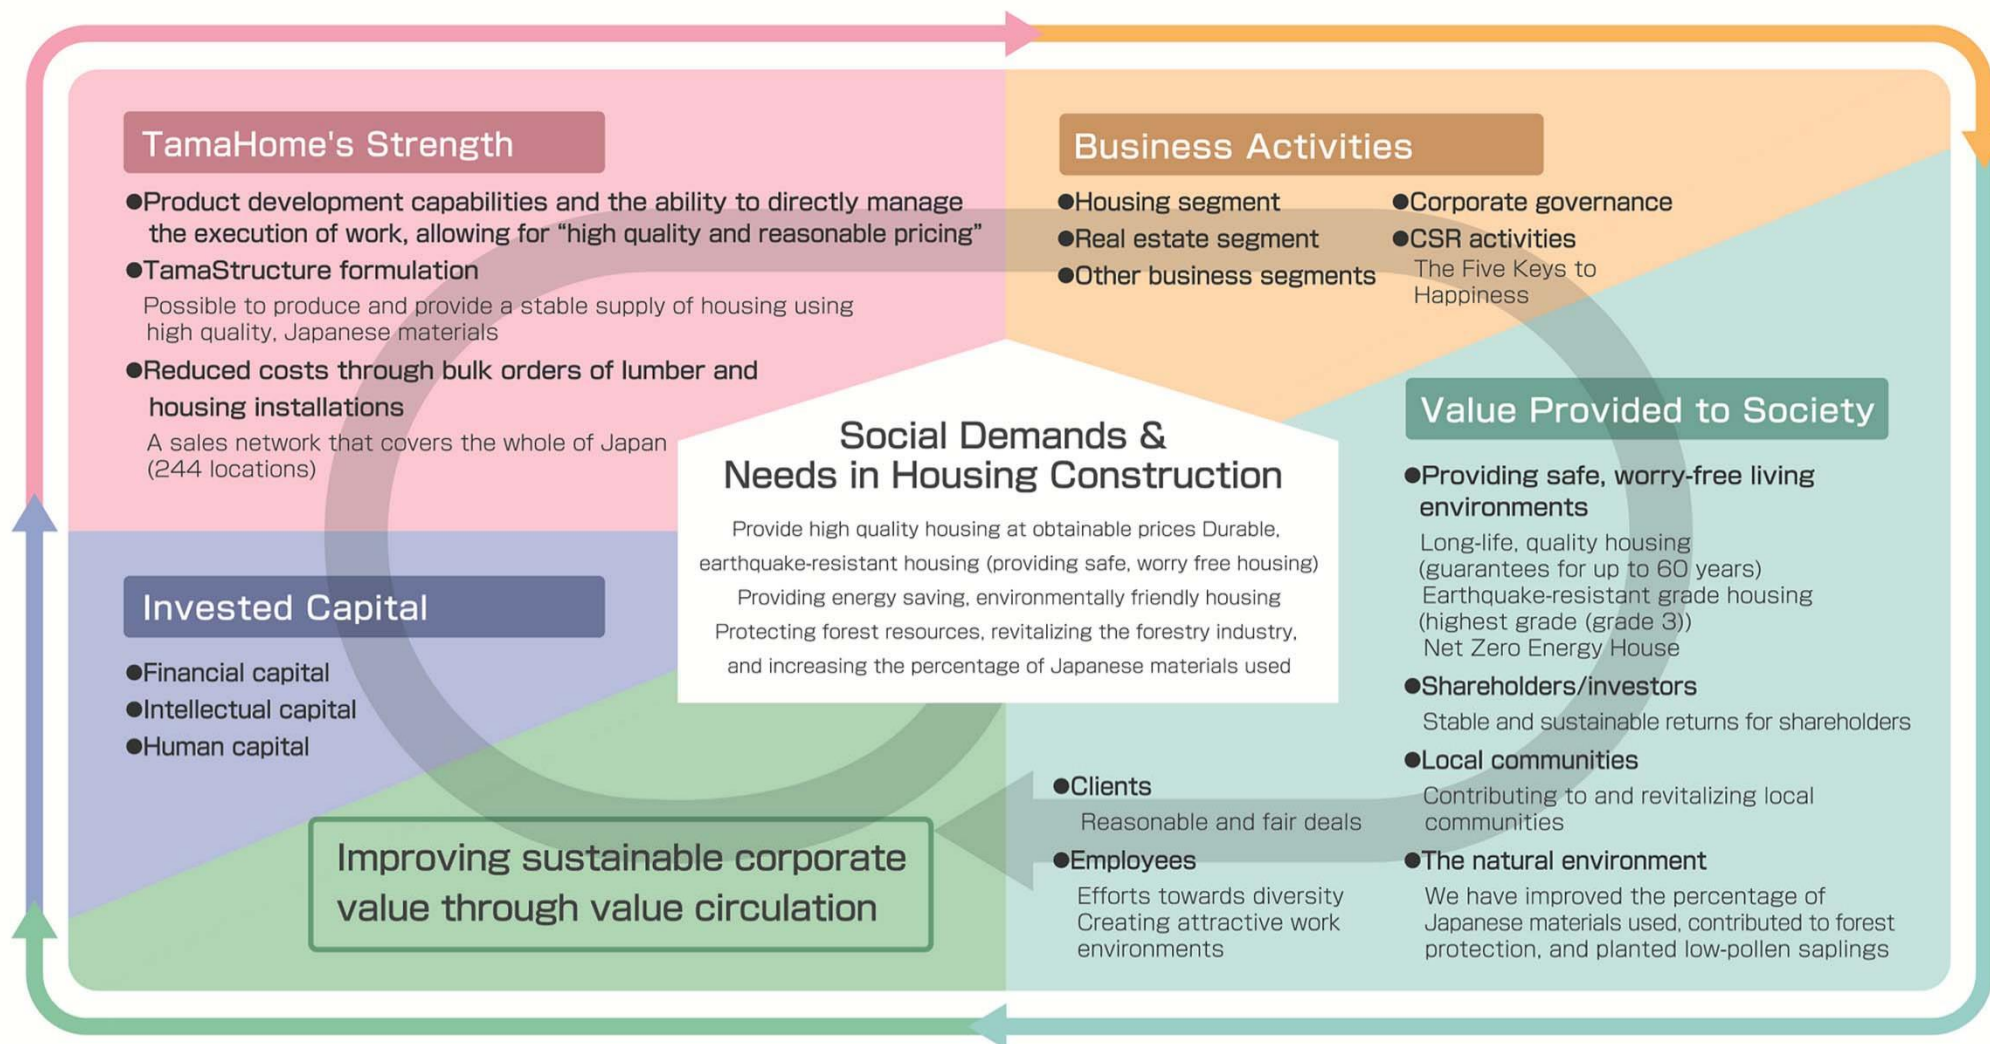 TamaHome's Strength
●Product development capabilities and the ability to directly manage
the execution of work, allowing for “high quality and reasonable pricing”
●TamaStructure formulation
Possible to produce and provide a stable supply of housing using
high quality, Japanese materials
●Reduced costs through bulk orders of lumber and
housing installations
A sales network that covers the whole of Japan
(244 locations)
Business Activities
●Housing segment
●Real estate segment
●Other business segments
●Corporate governance
●CSR activities
The Five Keys to
Happiness
Social Demands &
Needs in Housing Construction
Provide high quality housing at obtainable prices Durable,
earthquake-resistant housing (providing safe, worry free housing)
Providing energy saving, environmentally friendly housing
Protecting forest resources, revitalizing the forestry industry,
and increasing the percentage of Japanese materials used
Invested Capital
●Financial capital
●Intellectual capital
●Human capital
Value Provided to Society
●Providing safe, worry-free living
environments
Long-life, quality housing
(guarantees for up to 60 years)
Earthquake-resistant grade housing
(highest grade (grade 3))
Net Zero Energy House
●Shareholders/investors
Stable and sustainable returns for shareholders
●Local communities
Contributing to and revitalizing local
communities
●The natural environment
We have improved the percentage of
Japanese materials used, contributed to forest
protection, and planted low-pollen saplings
●Clients
Reasonable and fair deals
●Employees
Efforts towards diversity
Creating attractive work
environments
Improving sustainable corporate
value through value circulation